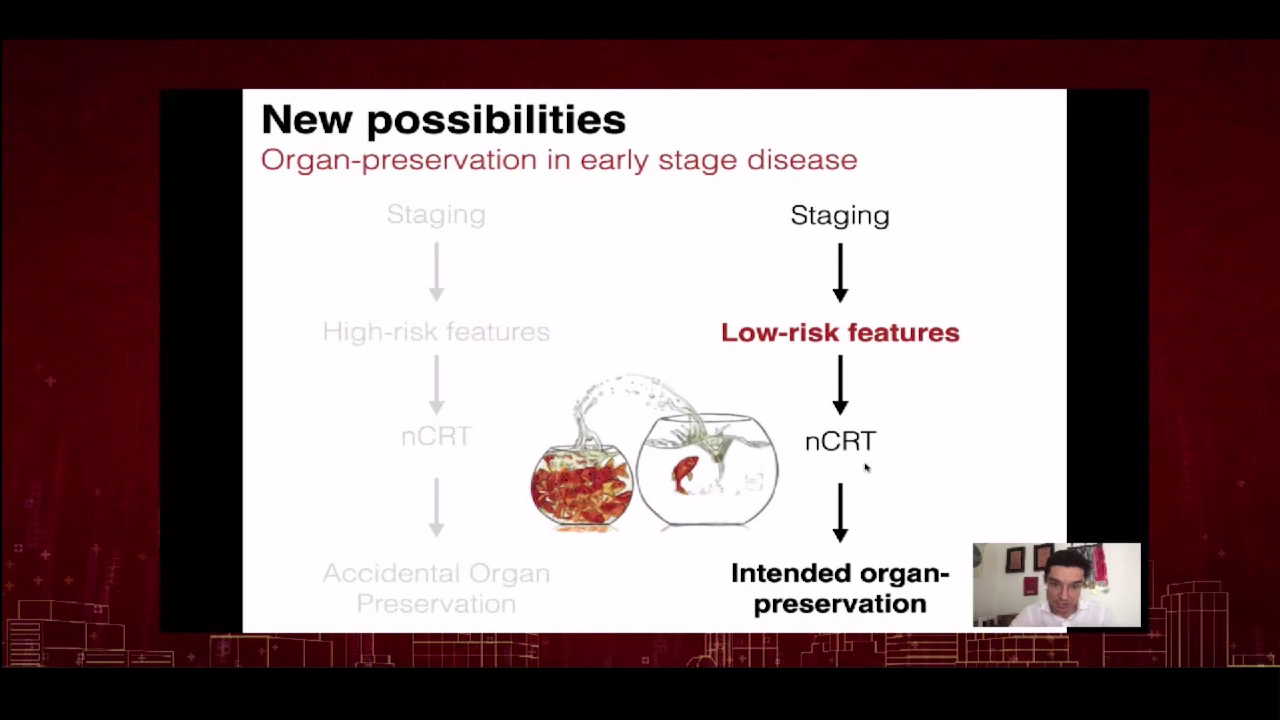 New possibilities
Organ-preservation in early stage disease
Staging
High-risk features
nCRT
Accidental Organ
Preservation
Staging
Low-risk features
nCRT
Intended organ-
preservation